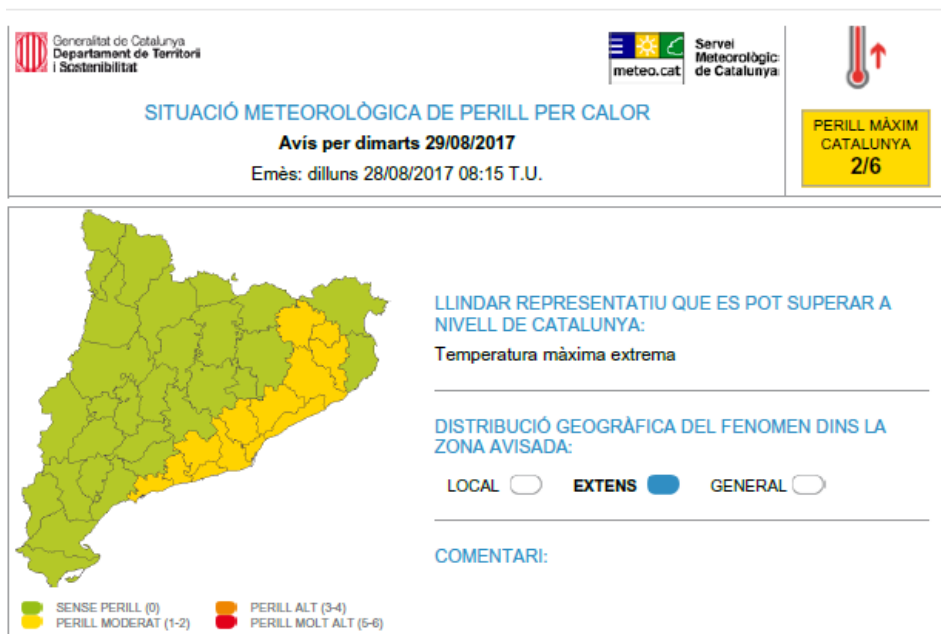 Generalitat de Catalunya
Departament de Territori
i Sostenibilitat
meteo.cat
Servei
Meteorològic
de Catalunya
SITUACIÓ METEOROLÒGICA DE PERILL PER CALOR
Avís per dimarts 29/08/2017
Emès: dilluns 28/08/2017 08:15 T.U.
PERILL MÀXIM
CATALUNYA
2/6
LLINDAR REPRESENTATIU QUE ES POT SUPERAR A
NIVELL DE CATALUNYA:
Temperatura màxima extrema
DISTRIBUCIÓ GEOGRÀFICA DEL FENOMEN DINS LA
ZONA AVISADA:
LOCAL EXTENS GENERAL
COMENTARI:
SENSE PERILL (0)
PERILL MODERAT (1-2)
PERILL ALT (3-4)
PERILL MOLT ALT (5-6)